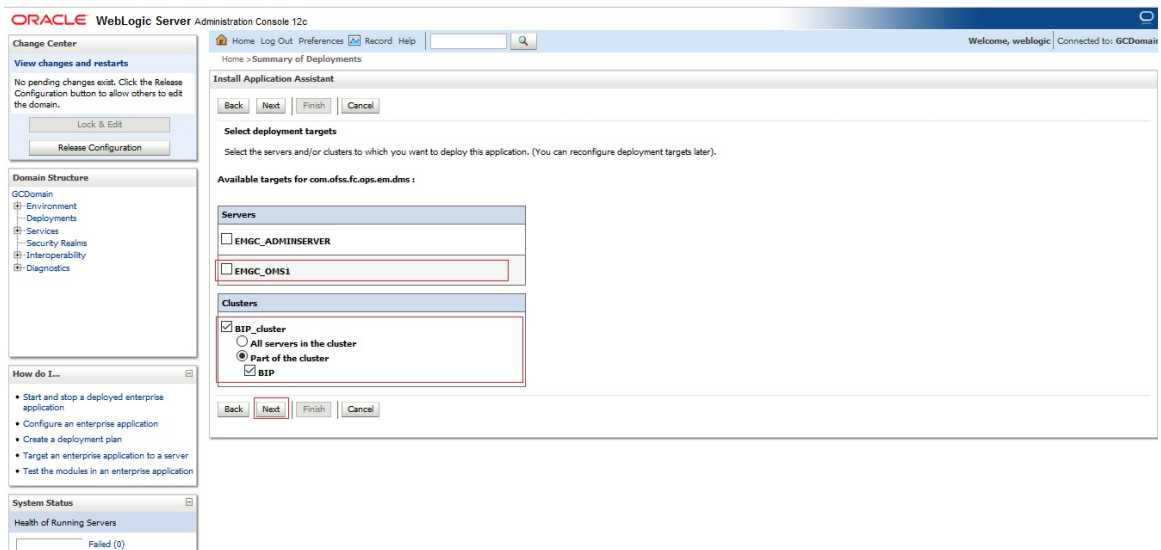 ORACLE WebLogic Server Administration Console 12c
Change Center
View changes and restarts
No pending changes exist. Click the Release
Configuration button to allow others to edit
the domain.
Lock & Edit
Release Configuration
Domain Structure
GCDomain
Environment
Deployments
Services
Security Realms
Interoperability
Diagnostics
How do I...
Start and stop a deployed enterprise
application
Configure an enterprise application
Create a deployment plan
Target an enterprise application to a server
Test the modules in an enterprise application
System Status
Health of Running Servers
Failed (0)
Home Log Out Preferences Record Help
Welcome, weblogic Connected to: GCDomain
Home >Summary of Deployments
Install Application Assistant
Back Next Finish Cancel
Select deployment targets
Select the servers and/or clusters to which you want to deploy this application. (You can reconfigure deployment targets later).
Available targets for com.ofss.fc.ops.em.dms :
Servers
EMGC_ADMINSERVER
EMGC_OMS1
Clusters
BIP_cluster
All servers in the cluster
Part of the cluster
BIP
Back Next Finish Cancel